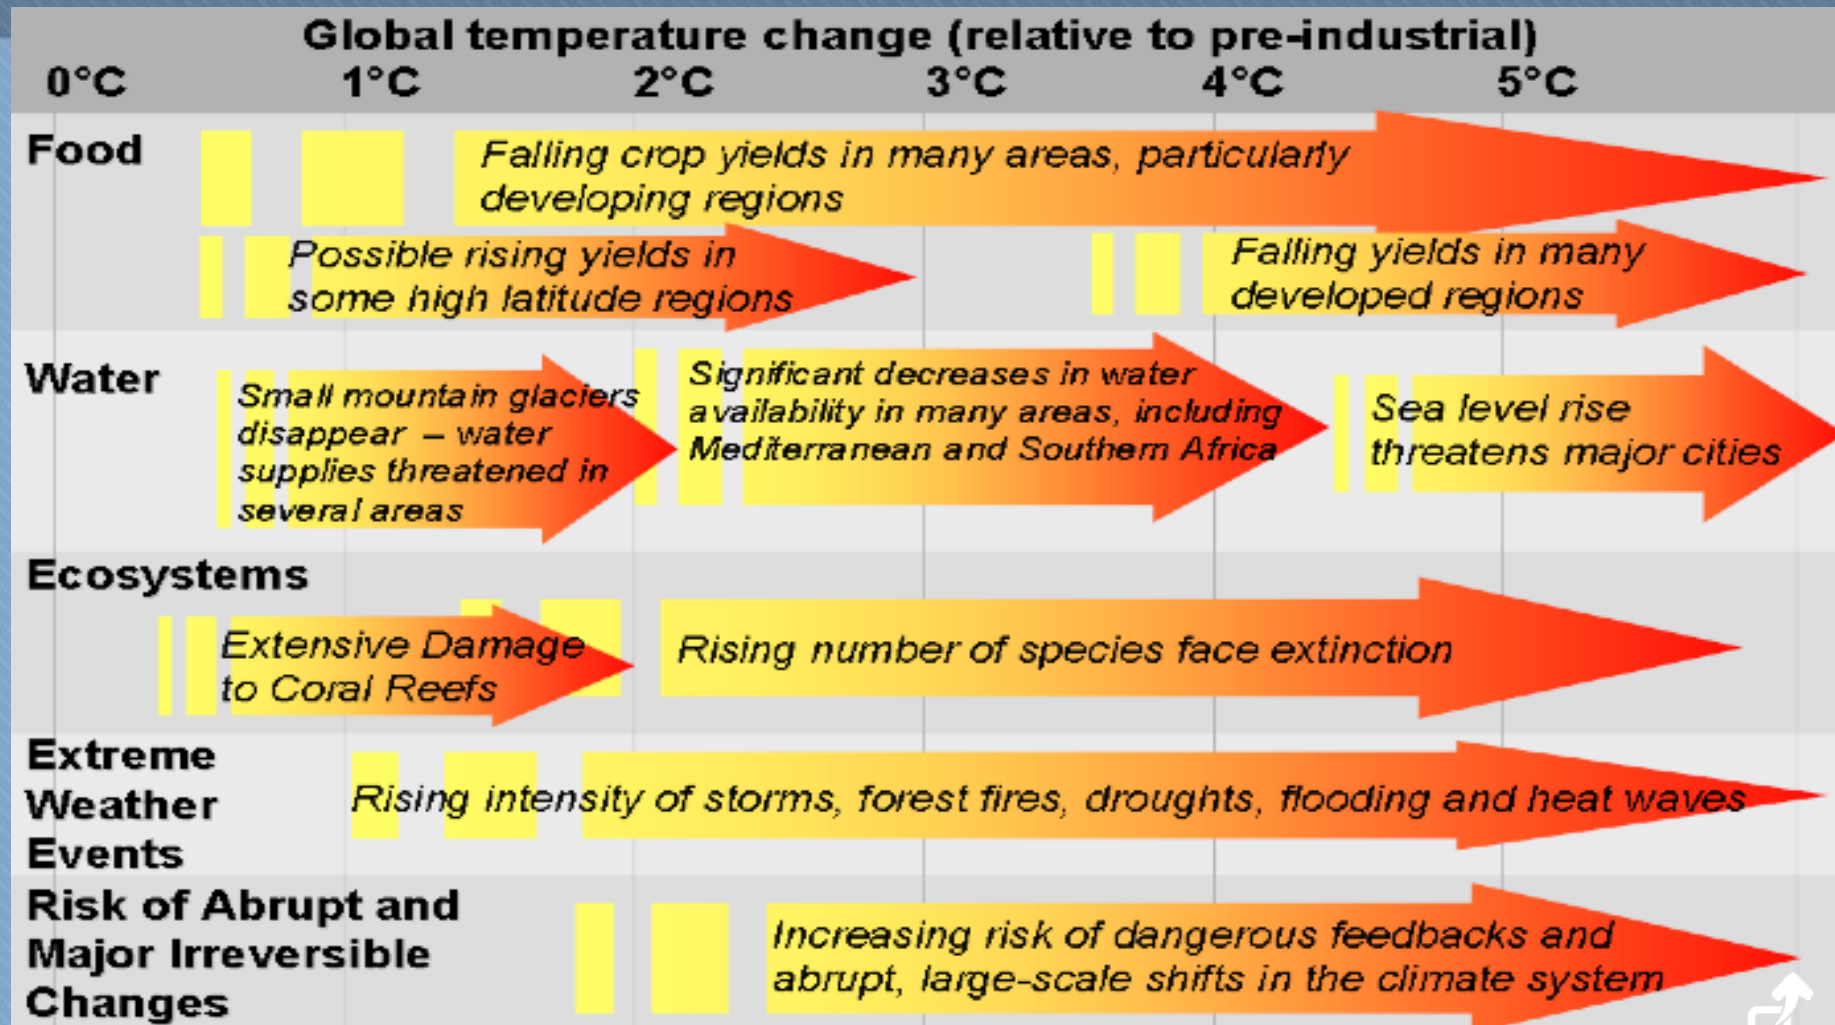 Global temperature change (relative to pre-industrial)
0°C 1°C 2°C 3°C 4°C 5°C
Food
Falling crop yields in many areas, particularly
developing regions
Possible rising yields in
some high latitude regions
Falling yields in many
developed regions
Water
Small mountain glaciers
disappear – water
supplies threatened in
several areas
Significant decreases in water
availability in many areas, including
Mediterranean and Southern Africa
Sea level rise
threatens major cities
Ecosystems
Extensive Damage
to Coral Reefs
Rising number of species face extinction
Extreme
Weather
Events
Rising intensity of storms, forest fires, droughts, flooding and heat waves
Risk of Abrupt and
Major Irreversible
Changes
Increasing risk of dangerous feedbacks and
abrupt, large-scale shifts in the climate system